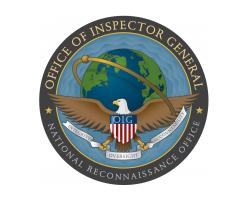 OFFICE OF INSPECTOR GENERAL
OIG
OVERSIGHT
NATIONAL RECONNAISSANCE OFFICE